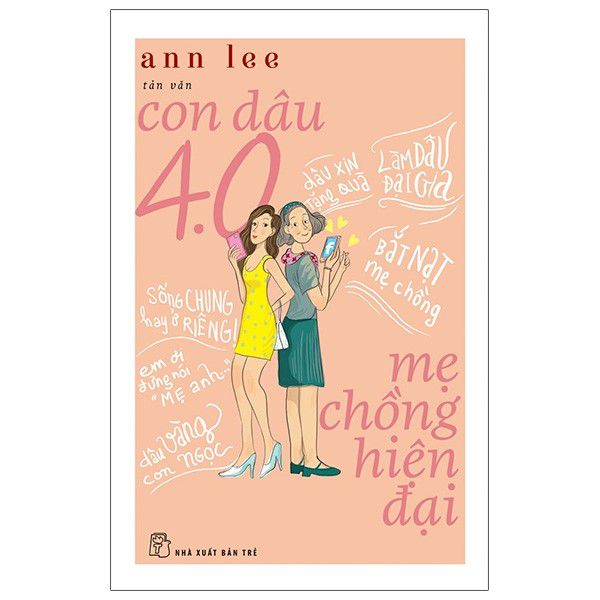 ann lee
tản văn
con dâu
4.0
dâu xin
tặng quà
LÀM DÂU
ĐẠI GIA
BẮT NẠT
mẹ chồng
SỐNG CHUNG
hay ở RIÊNG!
em ơi
đừng nói
"MẸ anh..."
dâu VÀNG
con NGỌC
mẹ
chồng
hiện
đại
NHÀ XUẤT BẢN TRẺ